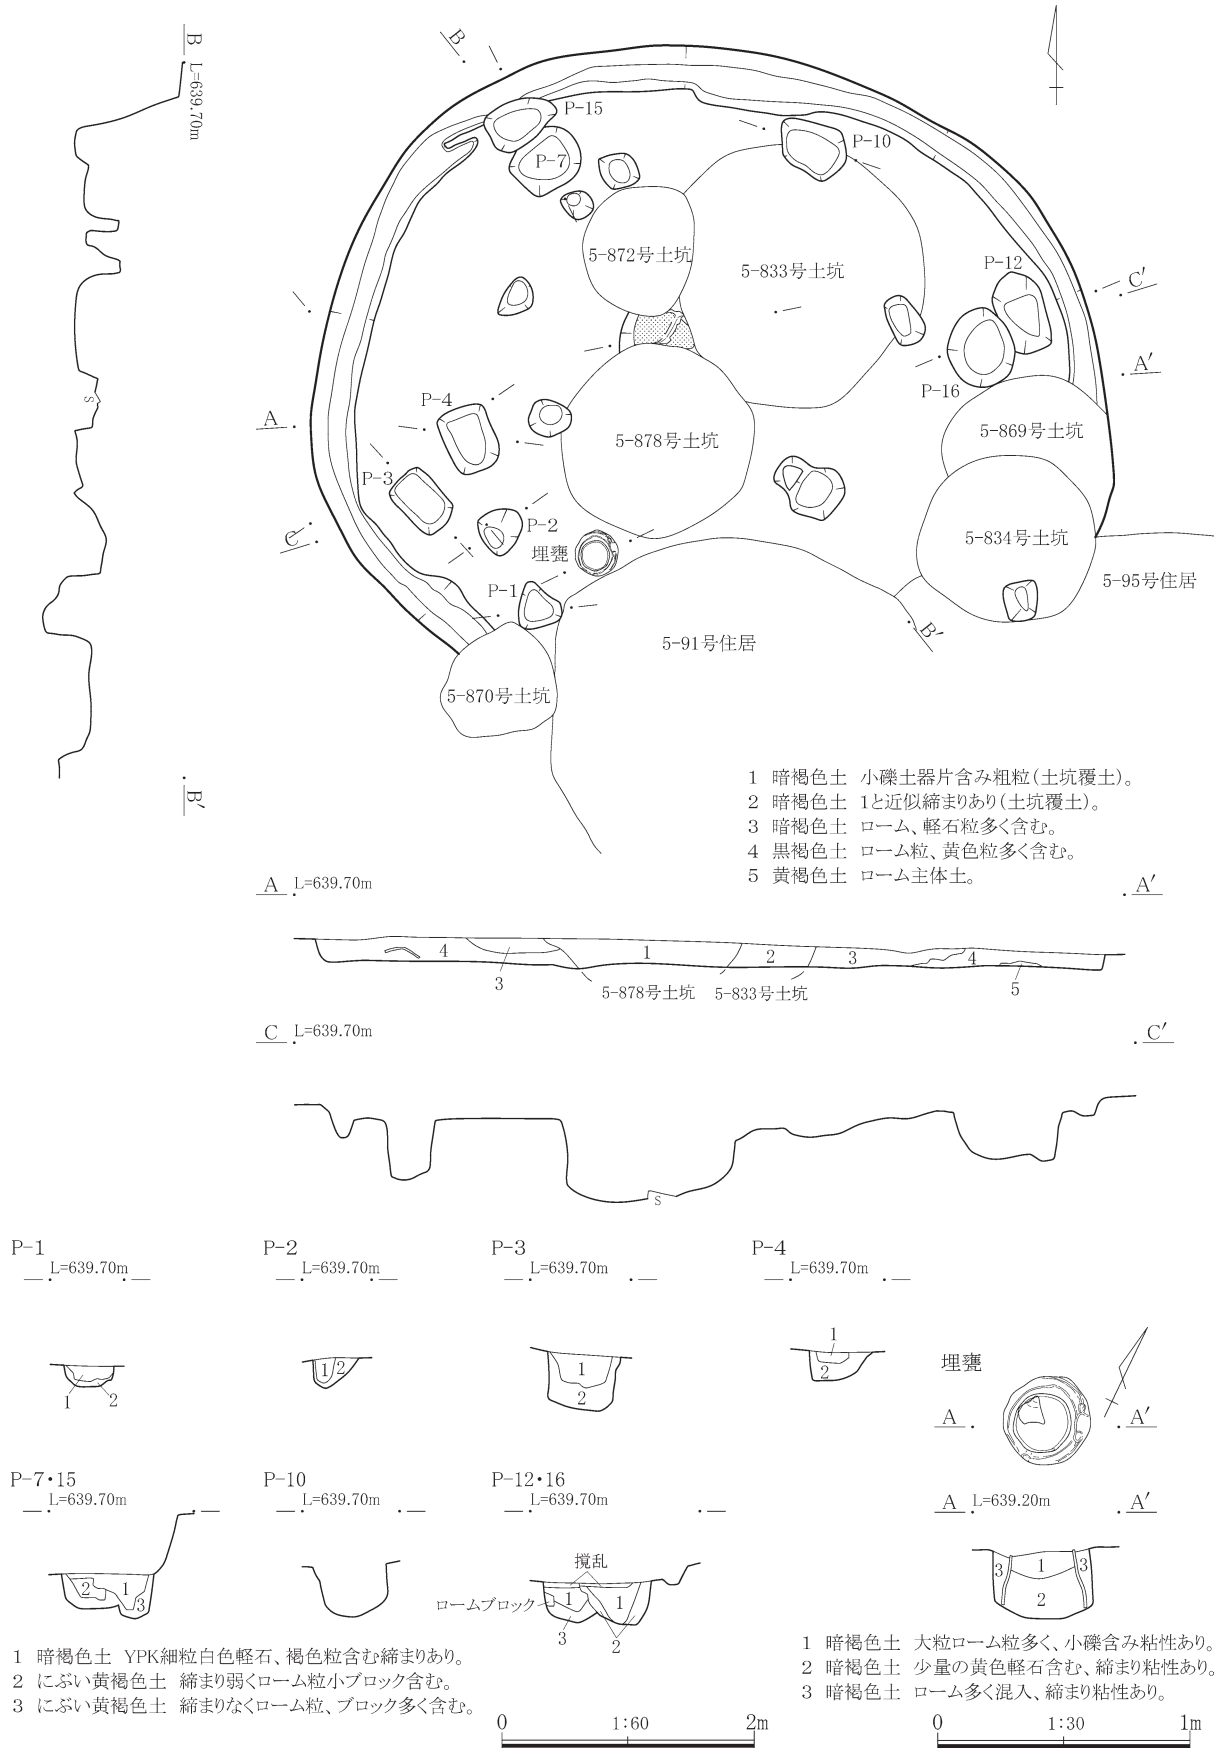 B
L=639.70m
B′
B
P-15
P-7
P-10
5-872号土坑
5-833号土坑
P-12
C′
A′
P-16
P-4
A
5-878号土坑
5-869号土坑
P-3
P-2
C
埋甕
5-834号土坑
P-1
5-95号住居
B′
5-91号住居
5-870号土坑
S
1 暗褐色土 小礫土器片含み粗粒(土坑覆土)。
2 暗褐色土 1と近似締まりあり(土坑覆土)。
3 暗褐色土 ローム、軽石粒多く含む。
4 黒褐色土 ローム粒、黄色粒多く含む。
5 黄褐色土 ローム主体土。
A L=639.70m A′
4 1 2 3 4
3 5-878号土坑 5-833号土坑 5
C L=639.70m C′
S
P-1 P-2 P-3 P-4
L=639.70m L=639.70m L=639.70m L=639.70m
1 2
1 2
1
2
1
2
埋甕
A A′
P-7・15 P-10 P-12・16
L=639.70m L=639.70m L=639.70m
A L=639.20m A′
2 1 3
撹乱
ロームブロック 1 1
3 2
3 1 3
2
1 暗褐色土 YPK細粒白色軽石、褐色粒含む締まりあり。
2 にぶい黄褐色土 締まり弱くローム粒小ブロック含む。
3 にぶい黄褐色土 締まりなくローム粒、ブロック多く含む。
1 暗褐色土 大粒ローム粒多く、小礫含み粘性あり。
2 暗褐色土 少量の黄色軽石含む、締まり粘性あり。
3 暗褐色土 ローム多く混入、締まり粘性あり。
0 1:60 2m
0 1:30 1m